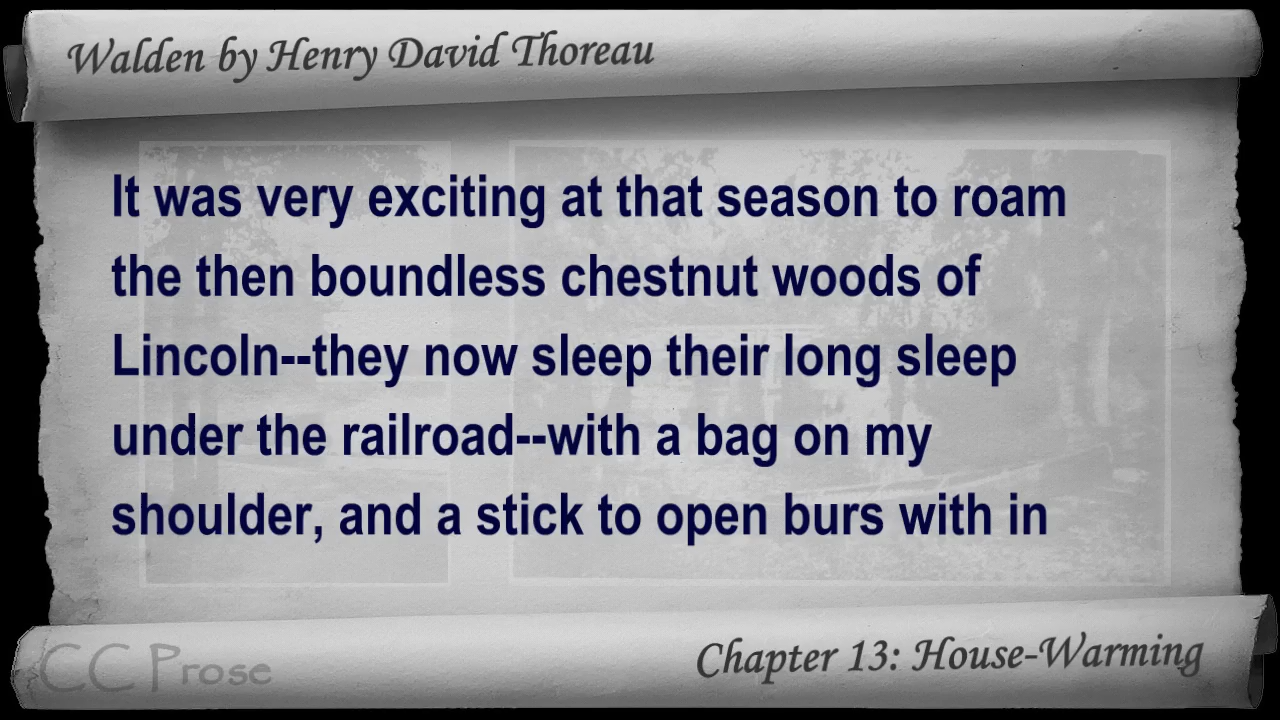 Walden by Henry David Thoreau
It was very exciting at that season to roam
the then boundless chestnut woods of
Lincoln--they now sleep their long sleep
under the railroad--with a bag on my
shoulder, and a stick to open burs with in
CC Prose
Chapter 13: House-Warming